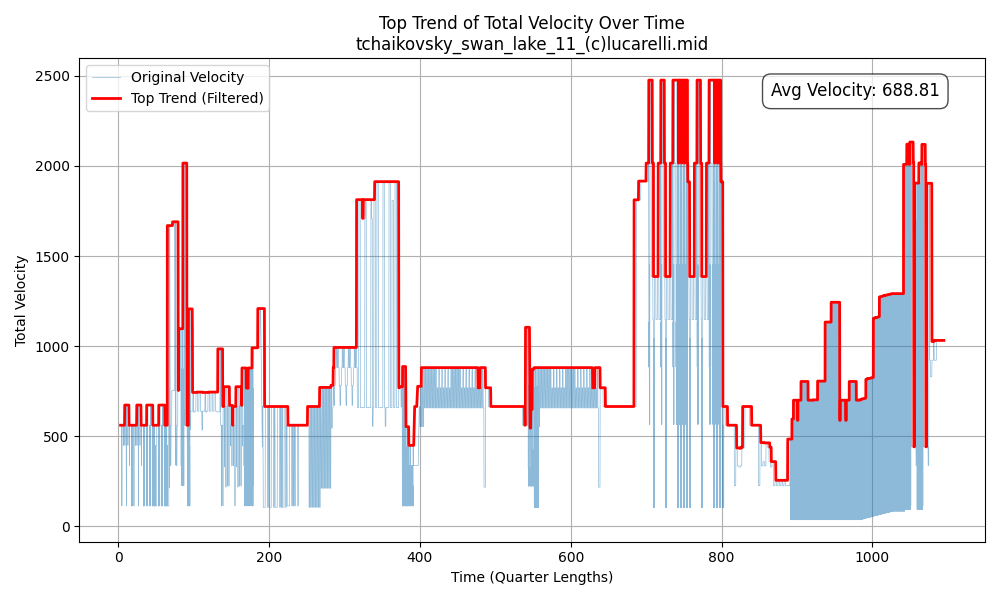 Top Trend of Total Velocity Over Time
tchaikovsky_swan_lake_11_(c)lucarelli.mid
Original Velocity
Top Trend (Filtered)
Avg Velocity: 688.81
Total Velocity
2500
2000
1500
1000
500
0
0 200 400 600 800 1000
Time (Quarter Lengths)